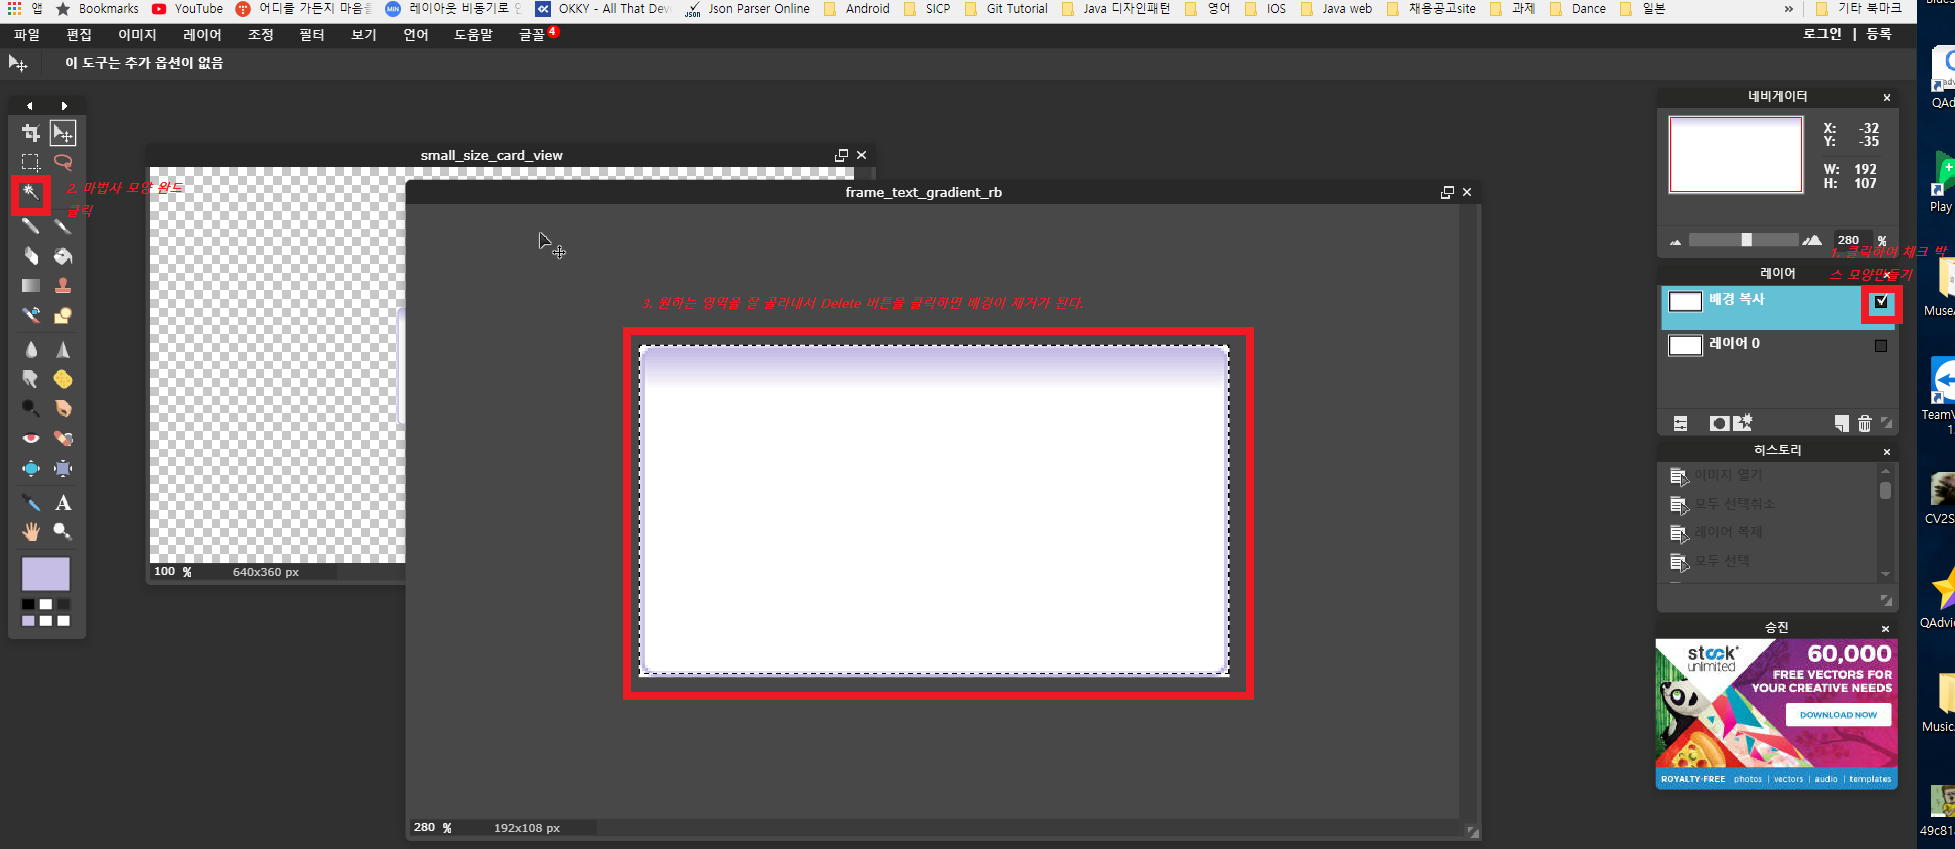 앱 Bookmarks YouTube 어디를 가든지 마음을 레이아웃 비동기로 인 OKKY - All That Dev Json Parser Online Android SICP Git Tutorial Java 디자인패턴 영어 IOS Java web 채용공고site 과제 Dance 일본 » 기타 북마크
파일 편집 이미지 레이어 조정 필터 보기 언어 도움말 글꼴 4 로그인 | 등록
이 도구는 추가 옵션이 없음
small_size_card_view
frame_text_gradient_rb
2. 마법사 모양 완드
클릭
3. 원하는 영역을 잘 골라내서 Delete 버튼을 클릭하면 배경이 제거가 된다.
100 %
640x360 px
280 %
192x108 px
네비게이터
X: -32
Y: -35
W: 192
H: 107
280 %
1. 클릭하여 체크 박
스 모양만들기
레이어
배경 복사
레이어 0
히스토리
이미지 열기
모두 선택취소
레이어 복제
모두 선택
승진
stock
unlimited
60,000
FREE VECTORS FOR
YOUR CREATIVE NEEDS
DOWNLOAD NOW
ROYALTY-FREE photos | vectors | audio | templates
QAd
Play
MuseA
TeamV
1.
CV2S
QAdvic
Music.
49c81